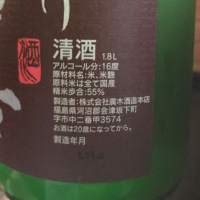 酒
清酒 1.8L
アルコール分:16度
原材料名:米、米麹
原料米は全て国産
精米歩合:55%
製造者:株式会社廣木酒造本店
福島県河沼郡会津坂下町
字市中二番甲3574
お酒は20歳になってから。
製造年月